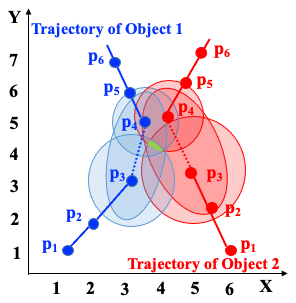 Y
Trajectory of Object 1
7
6
5
4
3
2
1
p6
p5
p4
p3
p2
p1
p6
p5
p4
p3
p2
p1
Trajectory of Object 2
1 2 3 4 5 6 X